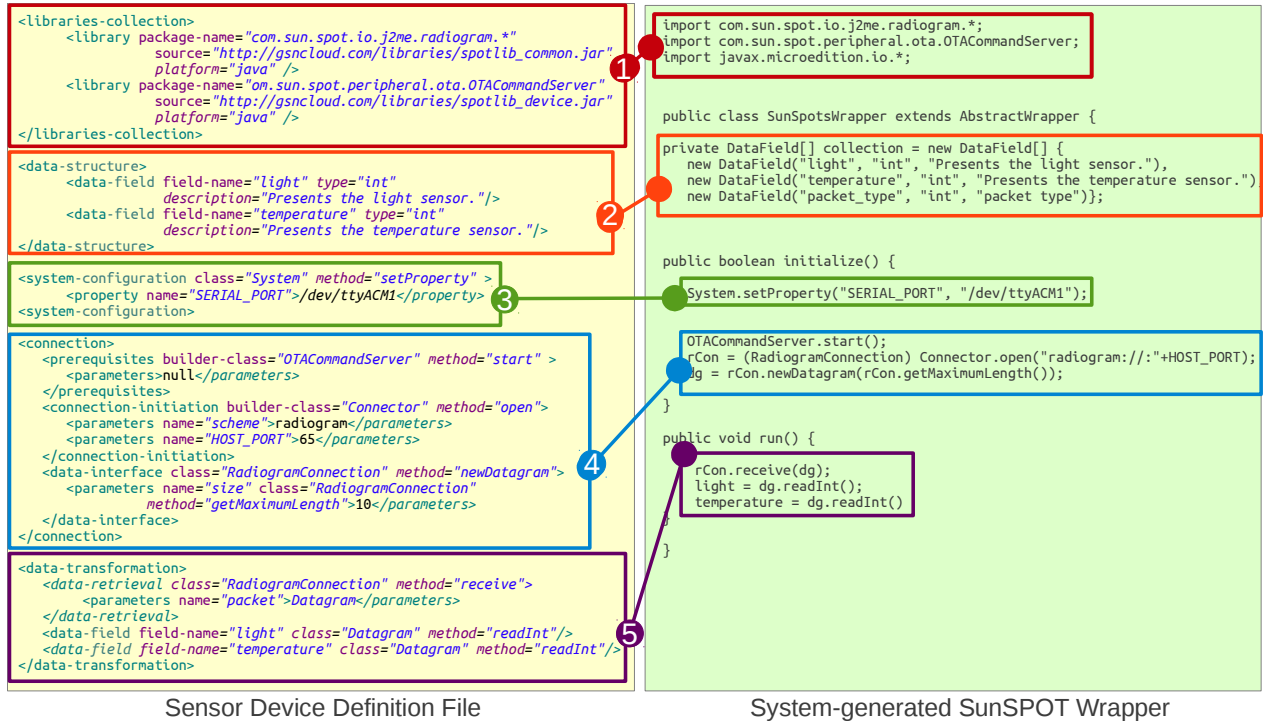 <libraries-collection>
<library package-name="com.sun.spot.io.j2me.radiogram.*"
source="http://gsncloud.com/libraries/spotlib_common.jar"
platform="java" />
<library package-name="om.sun.spot.peripheral.ota.OTACommandServer"
source="http://gsncloud.com/libraries/spotlib_device.jar"
platform="java" />
</libraries-collection>
1
<data-structure>
<data-field field-name="light" type="int"
description="Presents the light sensor."/>
<data-field field-name="temperature" type="int"
description="Presents the temperature sensor."/>
</data-structure>
2
<system-configuration class="System" method="setProperty" >
<property name="SERIAL_PORT">/dev/ttyACM1</property>
<system-configuration>
3
<connection>
<prerequisites builder-class="OTACommandServer" method="start" >
<parameters>null</parameters>
</prerequisites>
<connection-initiation builder-class="Connector" method="open">
<parameters name="scheme">radiogram</parameters>
<parameters name="HOST_PORT">65</parameters>
</connection-initiation>
<data-interface class="RadiogramConnection" method="newDatagram">
<parameters name="size" class="RadiogramConnection"
method="getMaximumLength">10</parameters>
</data-interface>
</connection>
4
<data-transformation>
<data-retrieval class="RadiogramConnection" method="receive">
<parameters name="packet">Datagram</parameters>
</data-retrieval>
<data-field field-name="light" class="Datagram" method="readInt"/>
<data-field field-name="temperature" class="Datagram" method="readInt"/>
</data-transformation>
5
Sensor Device Definition File
import com.sun.spot.io.j2me.radiogram.*;
import com.sun.spot.peripheral.ota.OTACommandServer;
import javax.microedition.io.*;
public class SunSpotsWrapper extends AbstractWrapper {
private DataField[] collection = new DataField[] {
new DataField("light", "int", "Presents the light sensor."),
new DataField("temperature", "int", "Presents the temperature sensor.")
new DataField("packet_type", "int", "packet type")};
public boolean initialize() {
System.setProperty("SERIAL_PORT", "/dev/ttyACM1");
OTACommandServer.start();
rCon = (RadiogramConnection) Connector.open("radiogram://:"+HOST_PORT);
dg = rCon.newDatagram(rCon.getMaximumLength());
}
public void run() {
rCon.receive(dg);
light = dg.readInt();
temperature = dg.readInt()
}
}
System-generated SunSPOT Wrapper